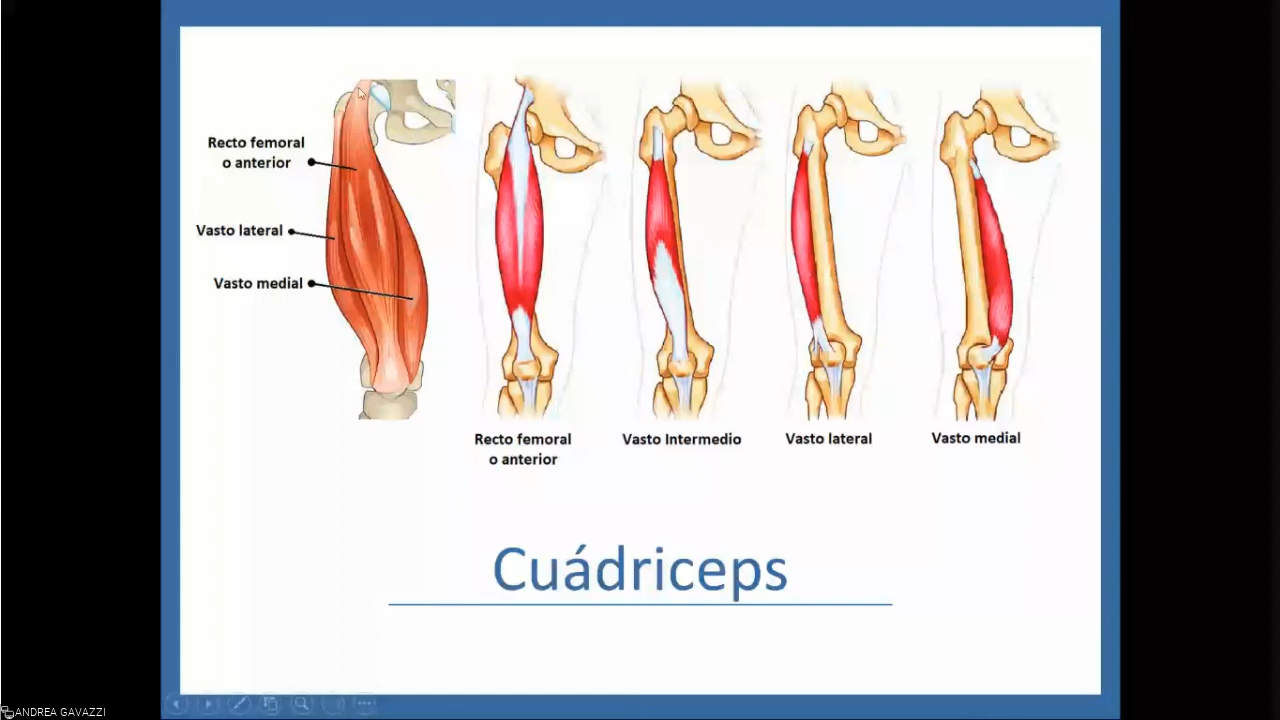 Recto femoral
o anterior
Vasto lateral
Vasto medial
Recto femoral
o anterior
Vasto Intermedio
Vasto lateral
Vasto medial
Cuádriceps
ANDREA GAVAZZI